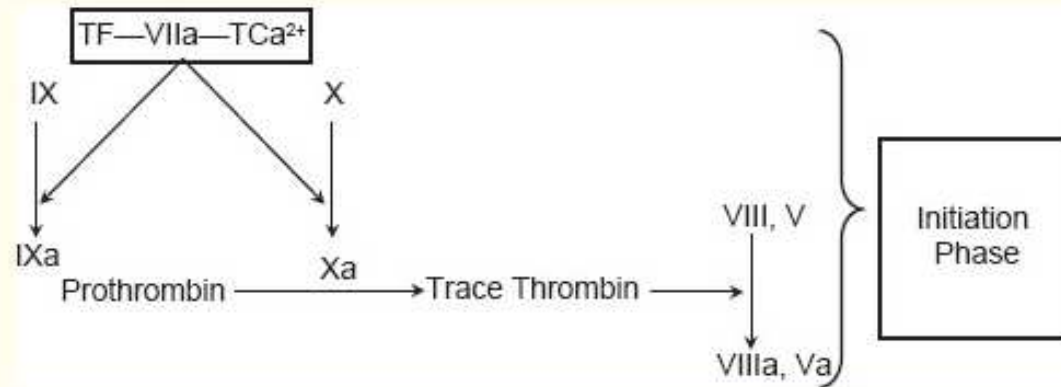 TF—VIIa—TCa²⁺
IX
X
IXa
Xa
Prothrombin
Trace Thrombin
VIII, V
VIIIa, Va
Initiation
Phase